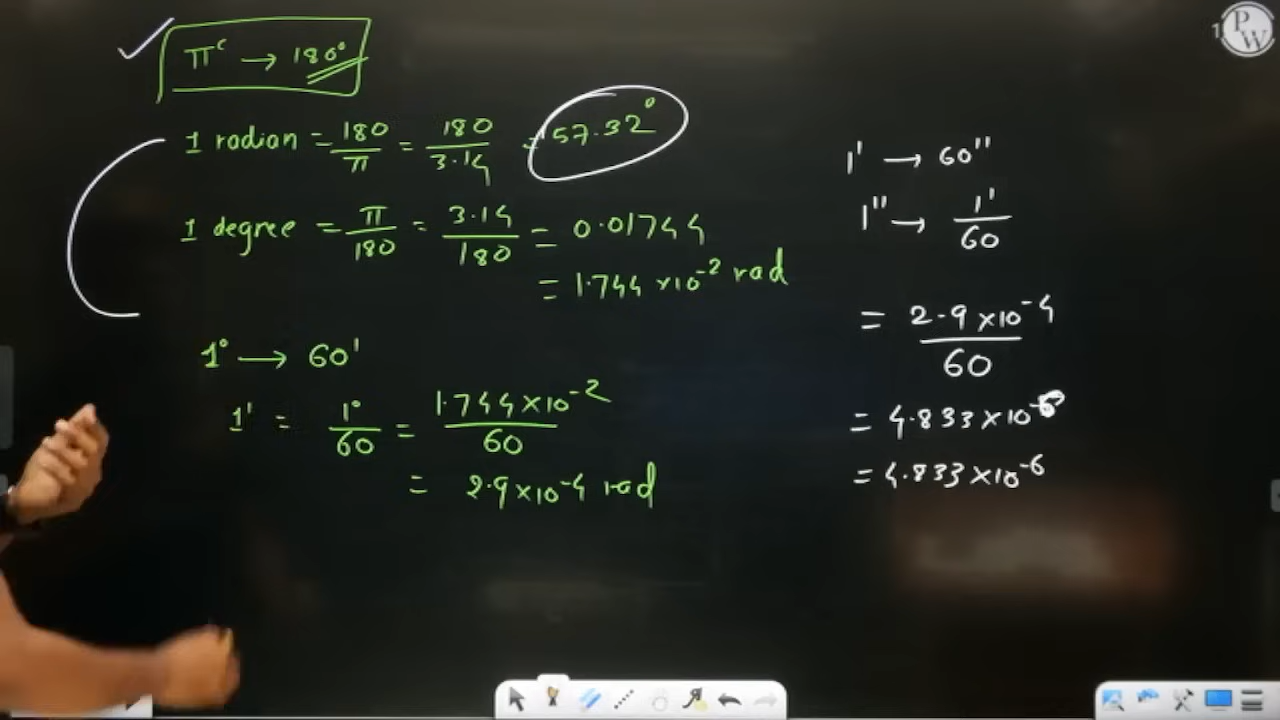 πᶜ → 180°
1 radian = 180/π = 180/3.14 = 57.32°
1 degree = π/180 = 3.14/180 = 0.01744
= 1.744 × 10⁻² rad
1° → 60'
1' = 1°/60 = 1.744 × 10⁻²/60
= 2.9 × 10⁻⁴ rad
1' → 60"
1" → 1'/60
= 2.9 × 10⁻⁴/60
= 4.833 × 10
= 4.833 × 10⁻⁶
PW